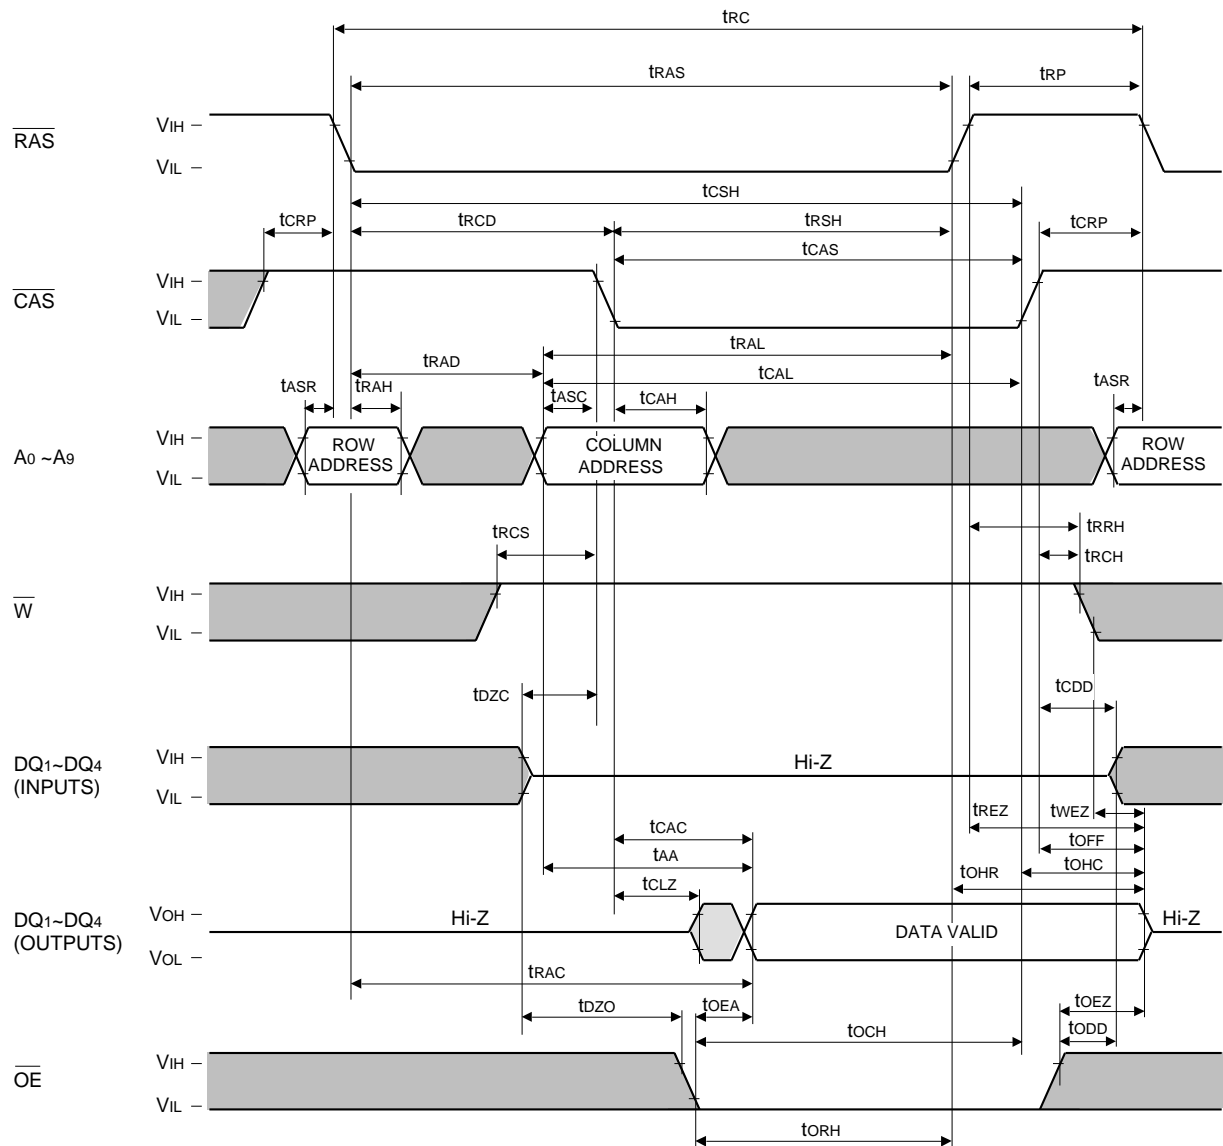 tRC
tRAS
tRP
RAS
VIH
VIL
tCSH
tCRP
tRCD
tRSH
tCRP
tCAS
CAS
VIH
VIL
tRAL
tRAD
tCAL
tASR
tRAH
tASC
tCAH
tASR
A0 ~A9
VIH
VIL
ROW
ADDRESS
COLUMN
ADDRESS
ROW
ADDRESS
tRCS
tRRH
tRCH
W
VIH
VIL
tDZC
tCDD
DQ1~DQ4
(INPUTS)
VIH
VIL
Hi-Z
tREZ
tWEZ
tCAC
tOFF
tAA
tOHC
tCLZ
tOHR
DQ1~DQ4
(OUTPUTS)
VOH
VOL
Hi-Z
DATA VALID
Hi-Z
tRAC
tDZO
tOEA
tOEZ
tOCH
tODD
OE
VIH
VIL
tORH